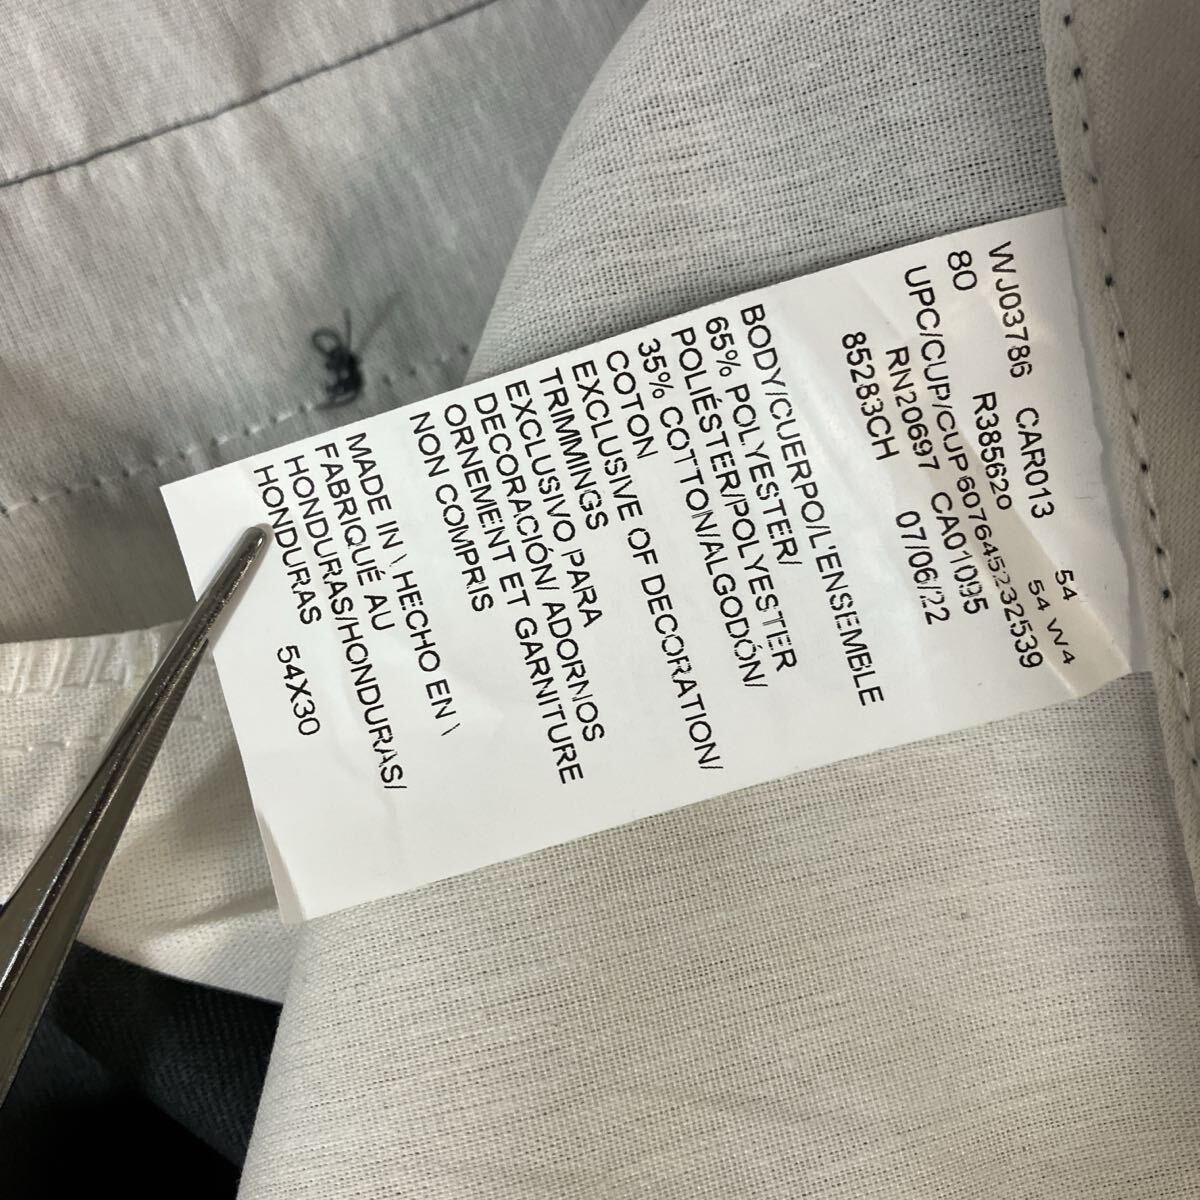 WJ03786 CAR013 54
80 R385620 54 W4
UPC/CUP/CUP607645232539
RN20697 CA01095
85283CH 07/06/22
BODY/CUERPO/L'ENSEMBLE
65% POLYESTER/
POLIÉSTER/POLYESTER
35% COTTON/ALGODÓN/
COTON
EXCLUSIVE OF DECORATION/
TRIMMINGS
EXCLUSIVO PARA
DECORACIÓN/ ADORNOS
ORNEMENT ET GARNITURE
NON COMPRIS
MADE IN \ HECHO EN \
FABRIQUÉ AU
HONDURAS/HONDURAS/
HONDURAS 54X30